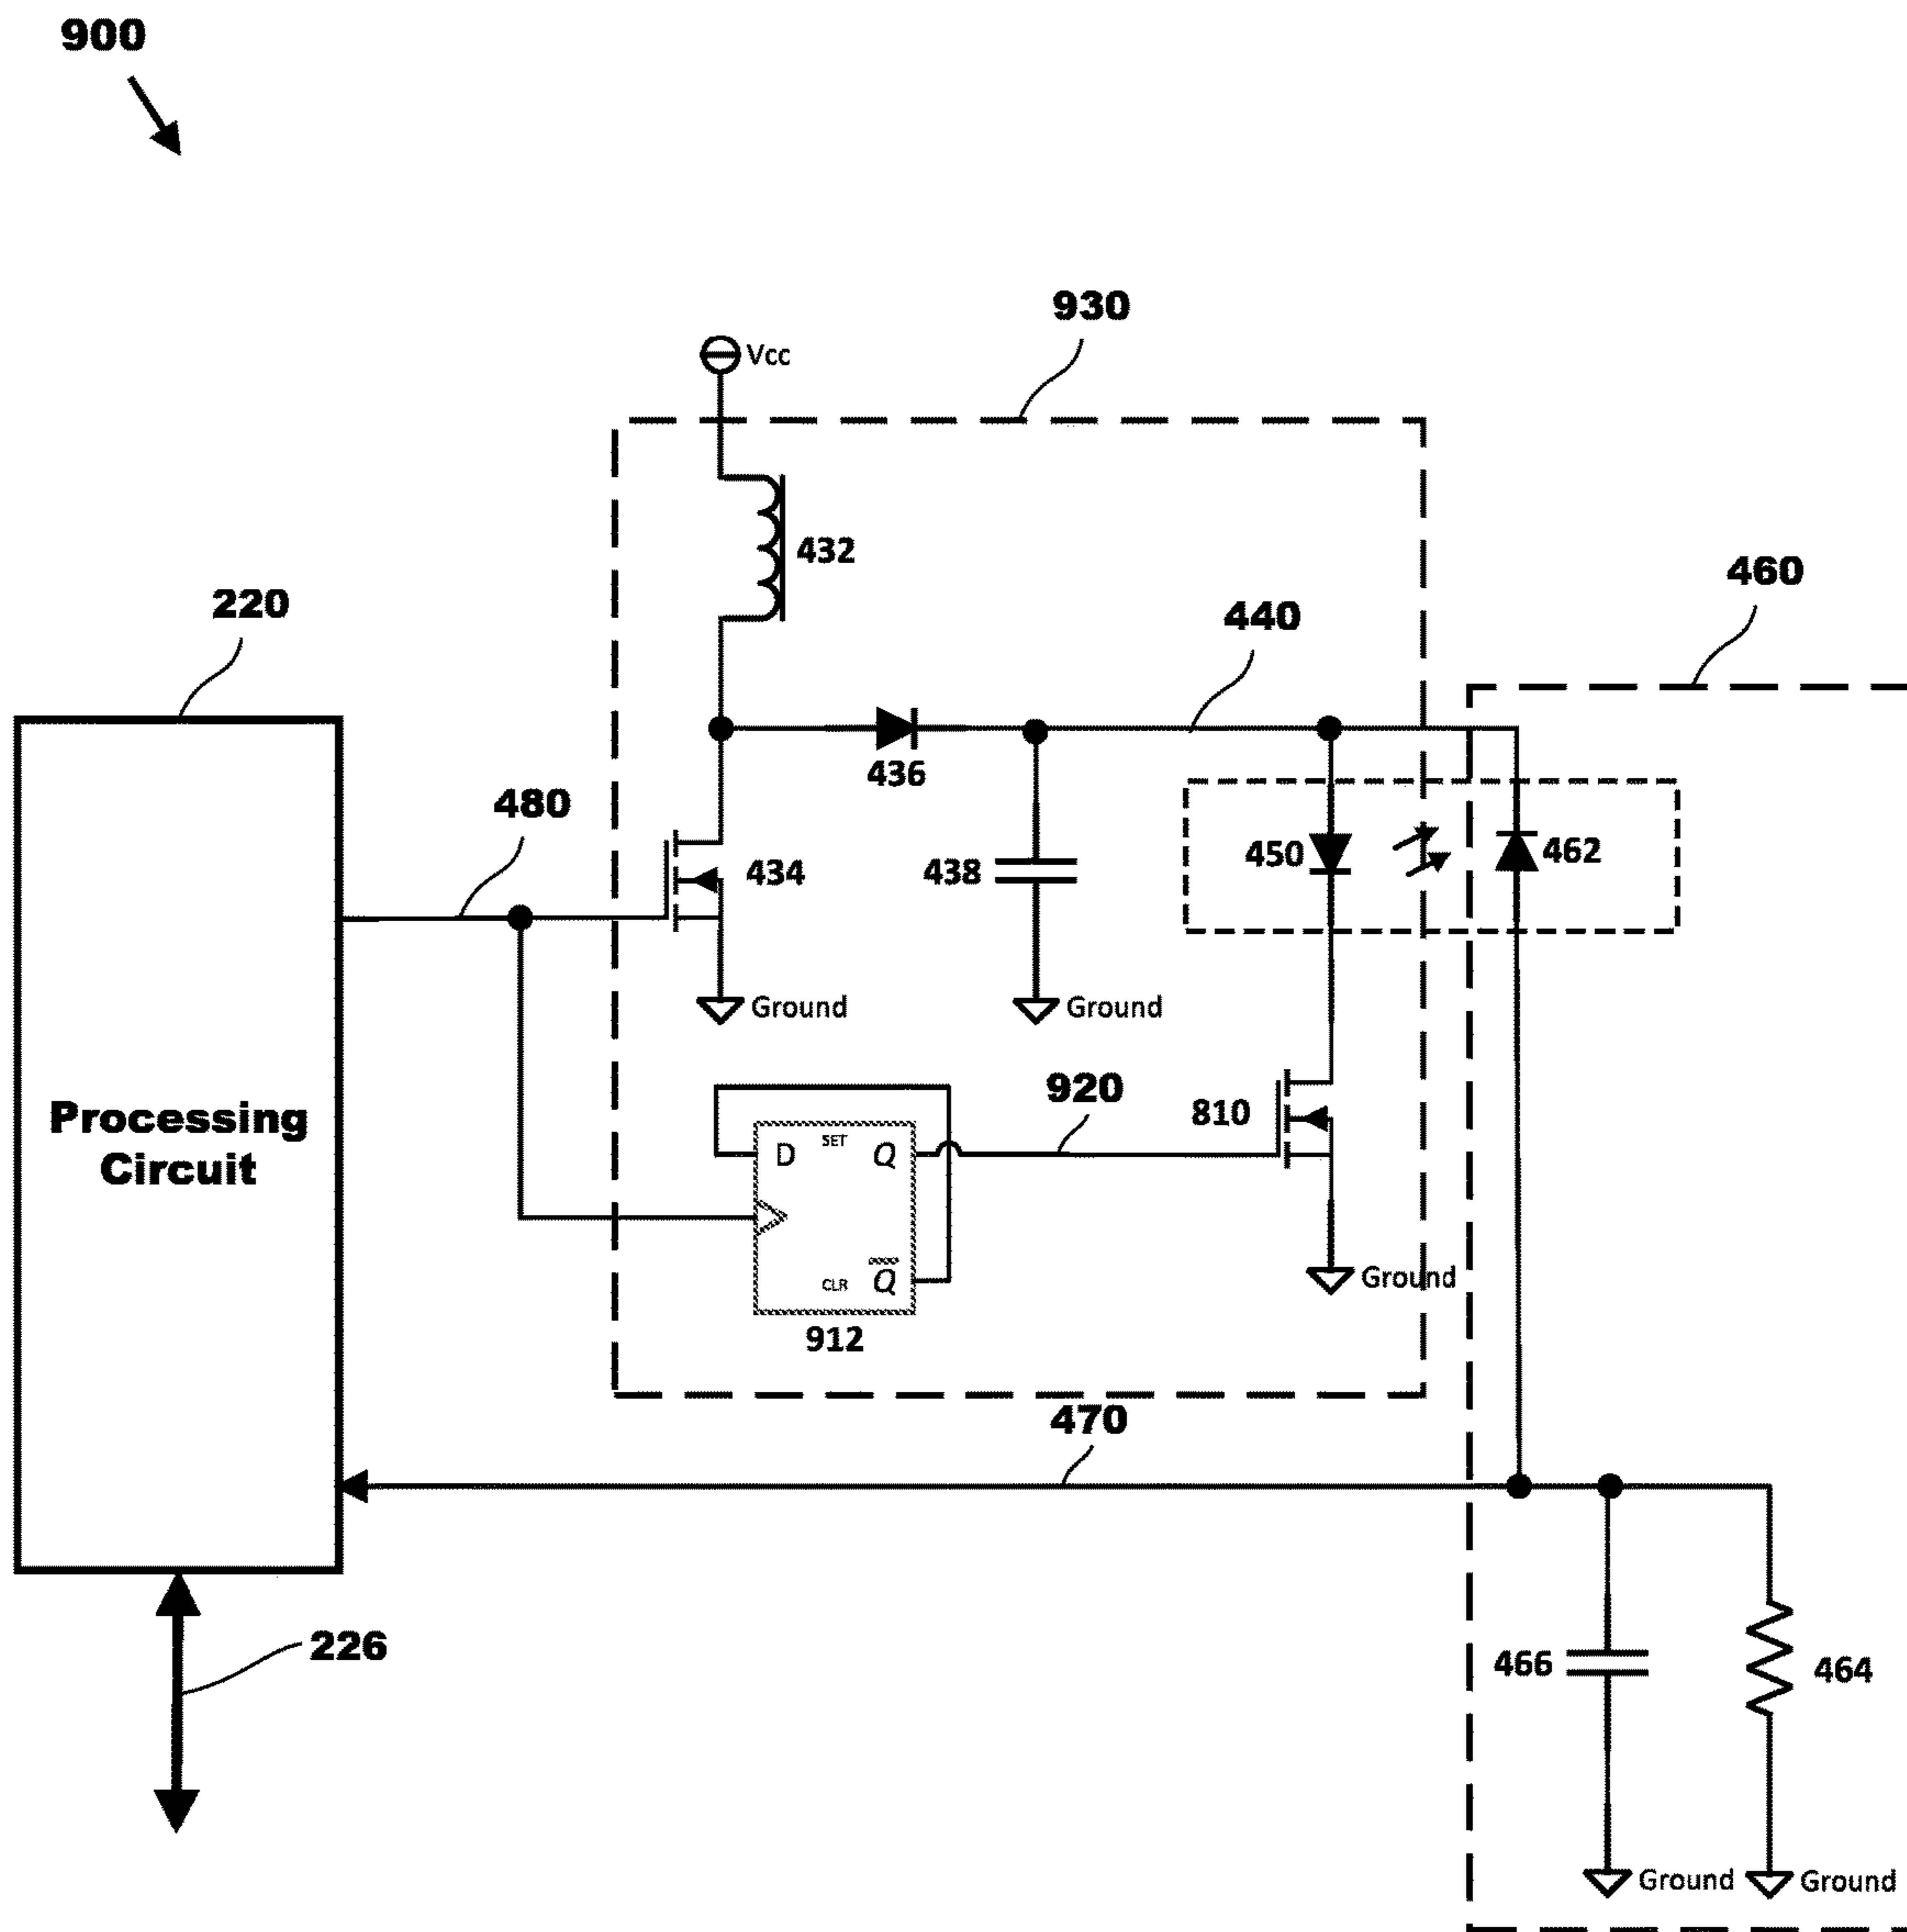 900
930
Vcc
432
460
220
440
436
480
434
438
450
462
Ground
Ground
920
810
D
SET
Q
Processing
Circuit
CLR
Q̅
Ground
912
470
226
466
464
Ground
Ground